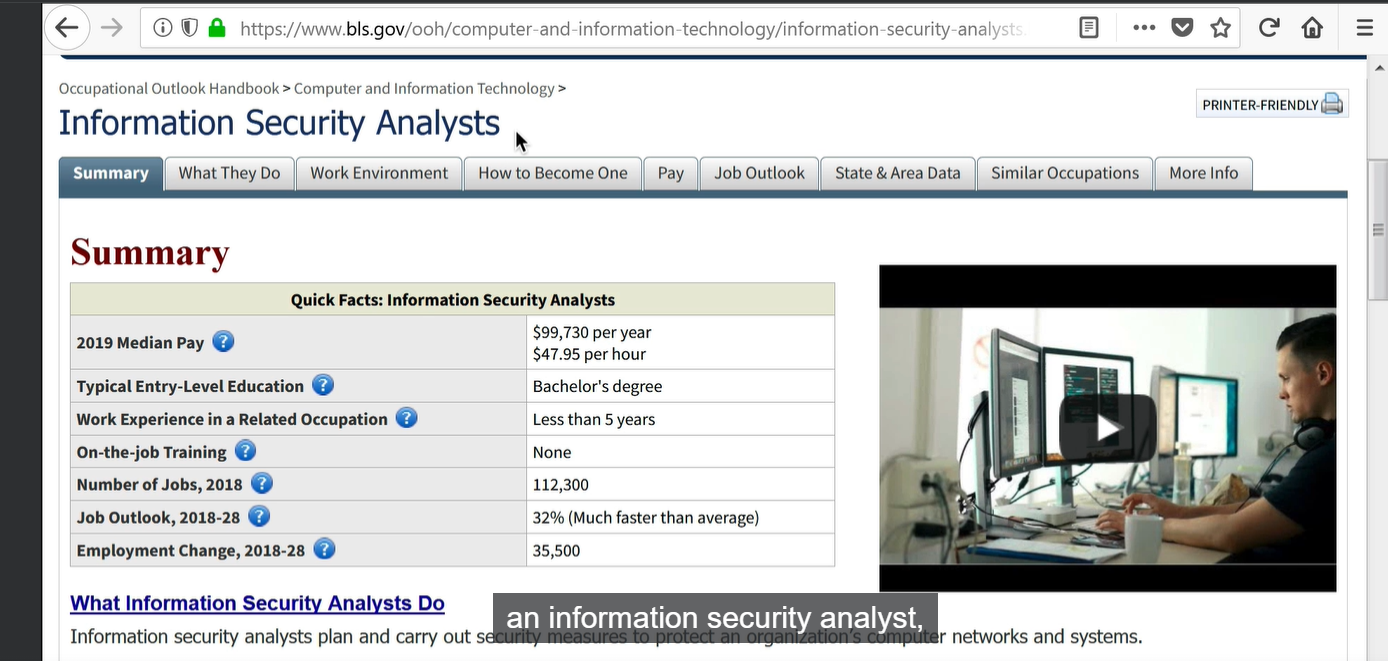 https://www.bls.gov/ooh/computer-and-information-technology/information-security-analysts.
Occupational Outlook Handbook > Computer and Information Technology >
PRINTER-FRIENDLY
Information Security Analysts
Summary What They Do Work Environment How to Become One Pay Job Outlook State & Area Data Similar Occupations More Info
Summary
Quick Facts: Information Security Analysts
2019 Median Pay ? $99,730 per year
$47.95 per hour
Typical Entry-Level Education ? Bachelor's degree
Work Experience in a Related Occupation ? Less than 5 years
On-the-job Training ? None
Number of Jobs, 2018 ? 112,300
Job Outlook, 2018-28 ? 32% (Much faster than average)
Employment Change, 2018-28 ? 35,500
What Information Security Analysts Do
an information security analyst,
Information security analysts plan and carry out security measures to protect an organization's computer networks and systems.